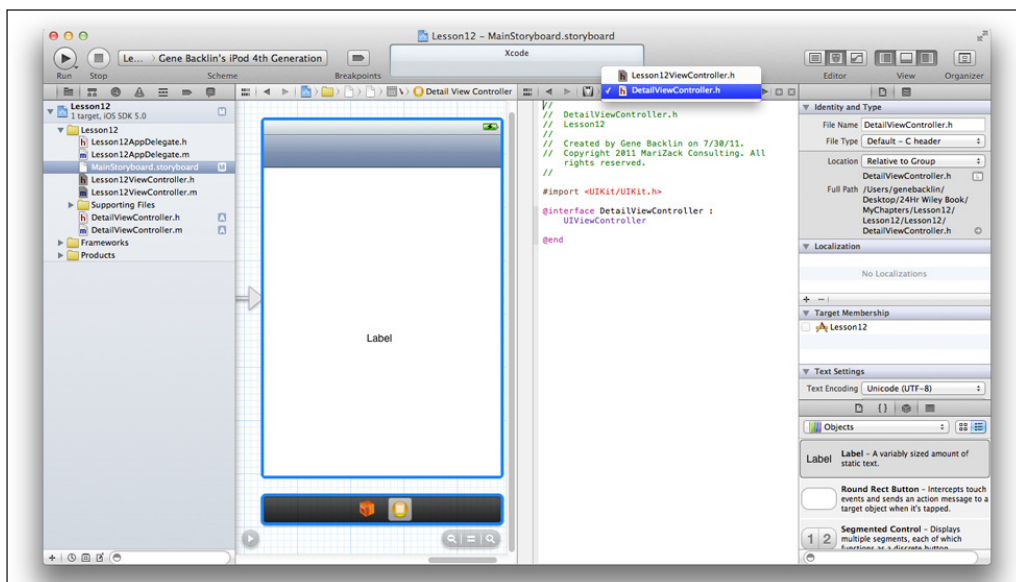 Lesson12 – MainStoryboard.storyboard
Le... 〉 Gene Backlin's iPod 4th Generation
Xcode
Run
Stop
Scheme
Breakpoints
Editor
View
Organizer
Lesson12ViewController.h
✓ h DetailViewController.h
Lesson12
1 target, iOS SDK 5.0
Lesson12
h Lesson12AppDelegate.h
m Lesson12AppDelegate.m
MainStoryboard.storyboard M
h Lesson12ViewController.h
m Lesson12ViewController.m
Supporting Files
h DetailViewController.h A
m DetailViewController.m A
Frameworks
Products
Detail View Controller
Label
//
// DetailViewController.h
// Lesson12
//
// Created by Gene Backlin on 7/30/11.
// Copyright 2011 MariZack Consulting. All
rights reserved.
//
#import <UIKit/UIKit.h>
@interface DetailViewController :
UIViewController
@end
Identity and Type
File Name DetailViewController.h
File Type Default – C header
Location Relative to Group
DetailViewController.h
Full Path /Users/genebacklin/
Desktop/24Hr Wiley Book/
MyChapters/Lesson12/
Lesson12/Lesson12/
DetailViewController.h
Localization
No Localizations
Target Membership
Lesson12
Text Settings
Text Encoding Unicode (UTF-8)
Objects
Label
Label – A variably sized amount of
static text.
Round Rect Button – Intercepts touch
events and sends an action message to a
target object when it's tapped.
1 2
Segmented Control – Displays
multiple segments, each of which
functions as a discrete button.